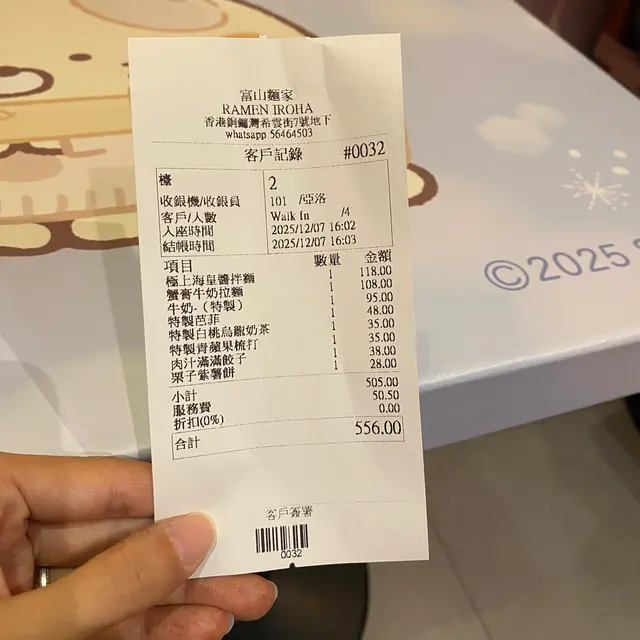 富山麵家
RAMEN IROHA
香港銅鑼灣希雲街7號地下
whatsapp 56464503
客戶記錄 #0032
檯 2
收銀機/收銀員 101 /亞洛
客戶/人數 Walk In /4
入座時間 2025/12/07 16:02
結帳時間 2025/12/07 16:03
項目 數量 金額
極上海皇醬拌麵 1 118.00
蟹膏牛奶拉麵 1 108.00
牛奶-（特製） 1 95.00
特製芭菲 1 48.00
特製白桃烏龍奶茶 1 35.00
特製青蘋果梳打 1 35.00
肉汁滿滿餃子 1 38.00
栗子紫薯餅 1 28.00
小計 505.00
服務費 50.50
折扣(0%) 0.00
合計 556.00
0032
©2025